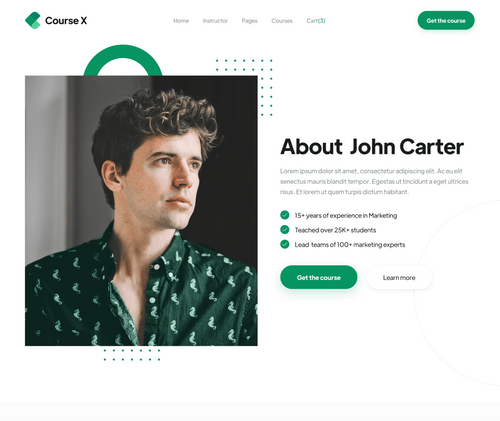 Course X
Home Instructor Pages Courses Cart(3)
Get the course
About John Carter
Lorem ipsum dolor sit amet, consectetur adipiscing elit. Ac eu elit
senectus mauris blandit tempor. Egestas ut tincidunt a eget ultrices
risus. Et lorem ut quam turpis dictum habitant.
15+ years of experience in Marketing
Teached over 25K+ students
Lead teams of 100+ marketing experts
Get the course
Learn more